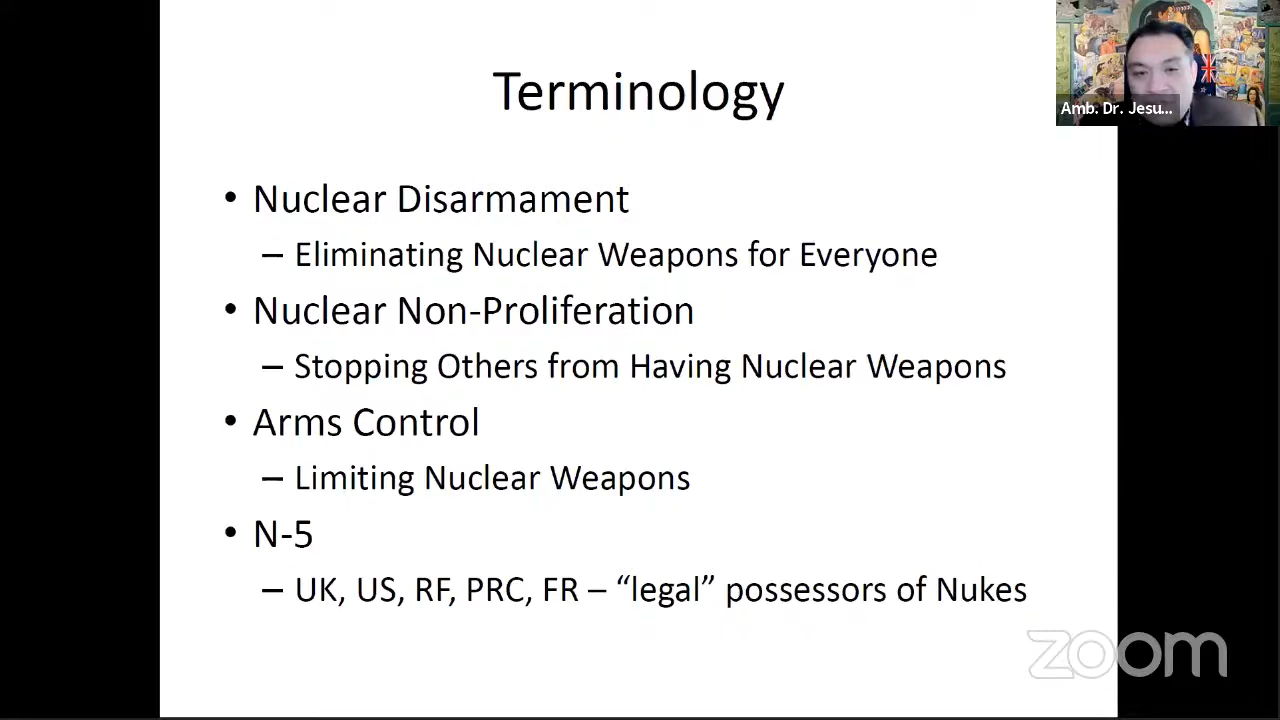 Terminology
Amb. Dr. Jesu...
• Nuclear Disarmament
– Eliminating Nuclear Weapons for Everyone
• Nuclear Non-Proliferation
– Stopping Others from Having Nuclear Weapons
• Arms Control
– Limiting Nuclear Weapons
• N-5
– UK, US, RF, PRC, FR – “legal” possessors of Nukes
zoom